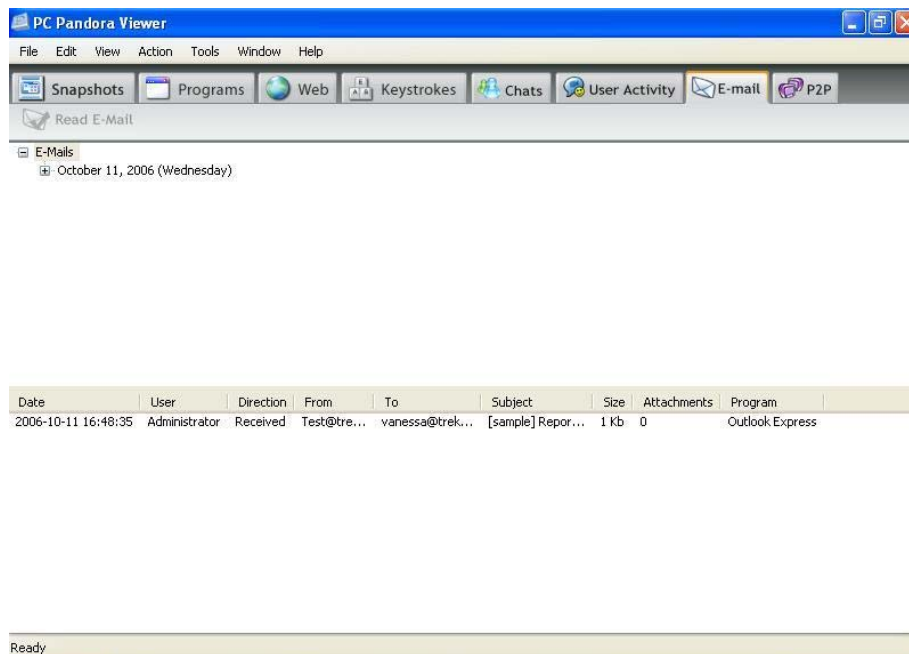 PC Pandora Viewer
File Edit View Action Tools Window Help
Snapshots Programs Web Keystrokes Chats User Activity E-mail P2P
Read E-Mail
E-Mails
October 11, 2006 (Wednesday)
Date User Direction From To Subject Size Attachments Program
2006-10-11 16:48:35 Administrator Received Test@tre... vanessa@trek... [sample] Repor... 1 Kb 0 Outlook Express
Ready